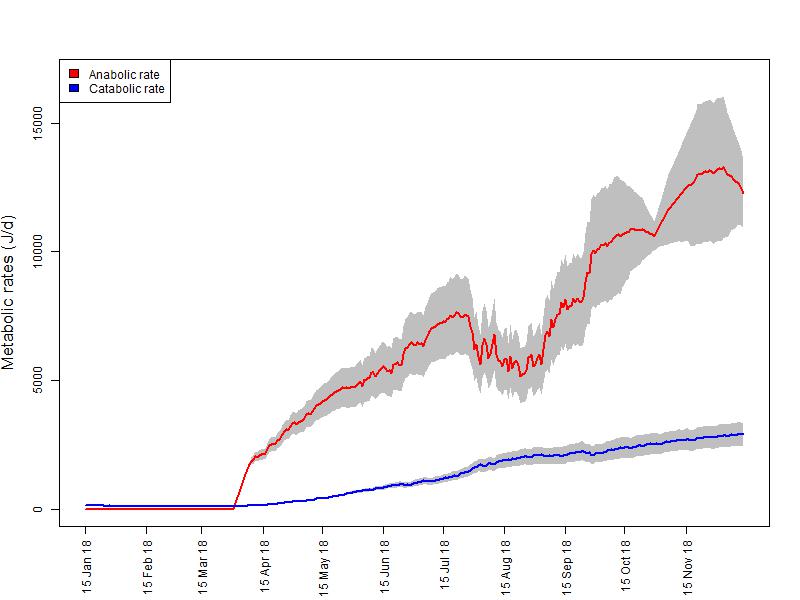 Anabolic rate
Catabolic rate
Metabolic rates (J/d)
15000
10000
5000
0
15 Jan 18
15 Feb 18
15 Mar 18
15 Apr 18
15 May 18
15 Jun 18
15 Jul 18
15 Aug 18
15 Sep 18
15 Oct 18
15 Nov 18